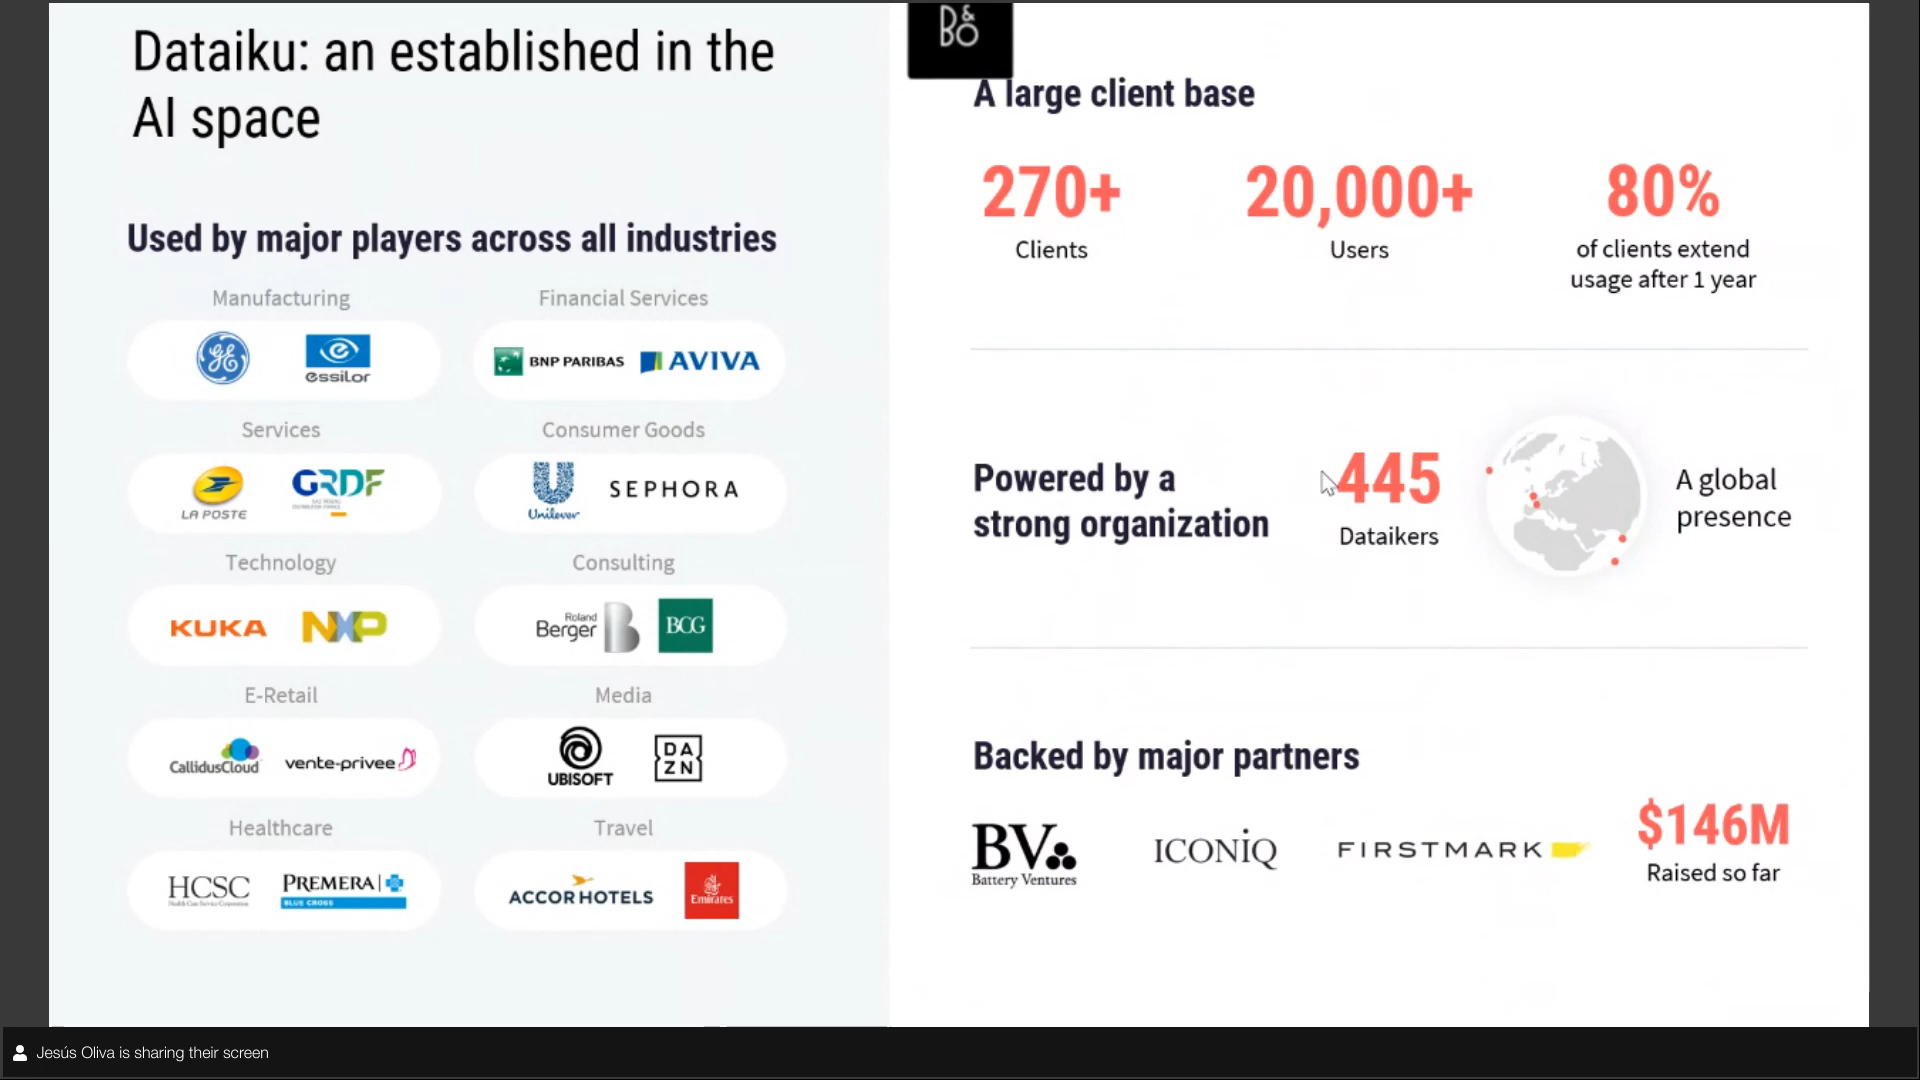 Dataiku: an established in the
AI space
Used by major players across all industries
Manufacturing
Financial Services
GE
essilor
BNP PARIBAS
AVIVA
Services
Consumer Goods
LA POSTE
GRDF
Unilever
SEPHORA
Technology
Consulting
KUKA
NXP
Roland
Berger
B
BCG
E-Retail
Media
CallidusCloud
vente-privee
UBISOFT
DA
ZN
Healthcare
Travel
HCSC
Health Care Service Corporation
PREMERA
BLUE CROSS
ACCORHOTELS
Emirates
B&
O
A large client base
270+
Clients
20,000+
Users
80%
of clients extend
usage after 1 year
Powered by a
strong organization
445
Dataikers
A global
presence
Backed by major partners
BV
Battery Ventures
ICONIQ
FIRSTMARK
$146M
Raised so far
Jesús Oliva is sharing their screen